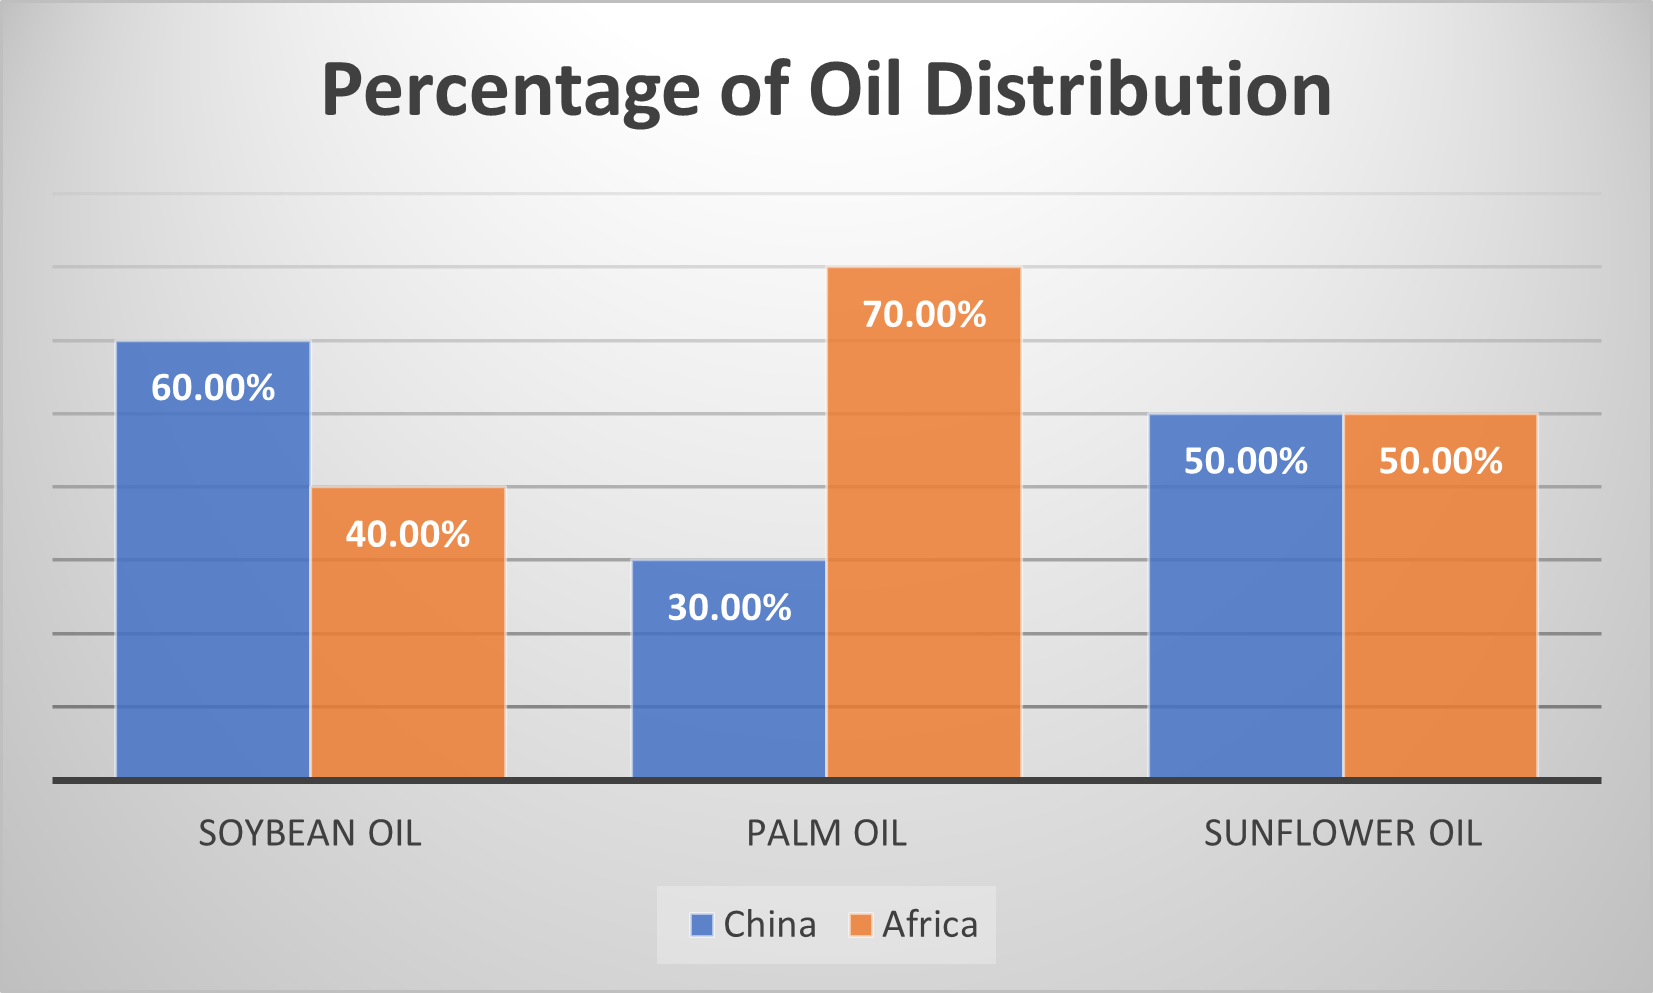 Percentage of Oil Distribution
70.00%
60.00%
50.00% 50.00%
40.00%
30.00%
SOYBEAN OIL PALM OIL SUNFLOWER OIL
China Africa